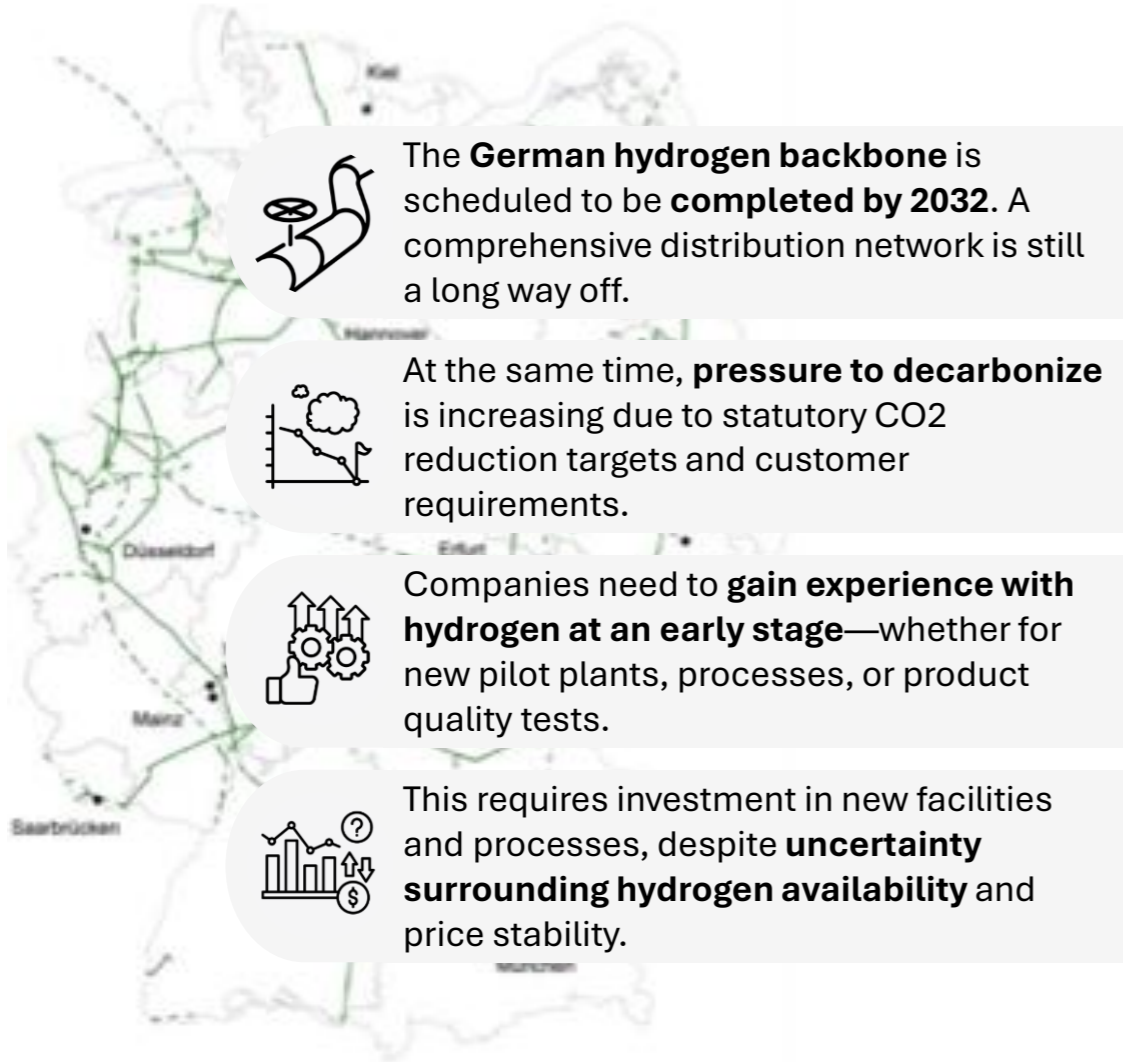 Kiel
The German hydrogen backbone is
scheduled to be completed by 2032. A
comprehensive distribution network is still
a long way off.
Hannover
At the same time, pressure to decarbonize
is increasing due to statutory CO2
reduction targets and customer
requirements.
Düsseldorf
Erfurt
Companies need to gain experience with
hydrogen at an early stage—whether for
new pilot plants, processes, or product
quality tests.
Mainz
This requires investment in new facilities
and processes, despite uncertainty
surrounding hydrogen availability and
price stability.
?
$
Saarbrücken
München